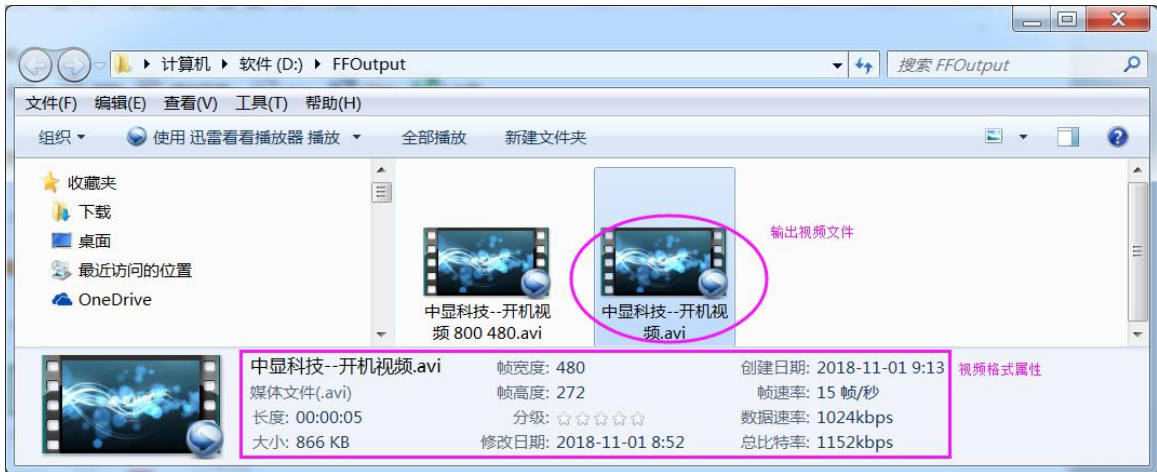 计算机 ▸ 软件 (D:) ▸ FFOutput
搜索 FFOutput
文件(F) 编辑(E) 查看(V) 工具(T) 帮助(H)
组织 使用 迅雷看看播放器 播放 全部播放 新建文件夹
收藏夹
下载
桌面
最近访问的位置
OneDrive
中显科技--开机视
频 800 480.avi
中显科技--开机视
频.avi
输出视频文件
中显科技--开机视频.avi 帧宽度: 480 创建日期: 2018-11-01 9:13 视频格式属性
媒体文件(.avi) 帧高度: 272 帧速率: 15 帧/秒
长度: 00:00:05 分级: ☆☆☆☆☆ 数据速率: 1024kbps
大小: 866 KB 修改日期: 2018-11-01 8:52 总比特率: 1152kbps